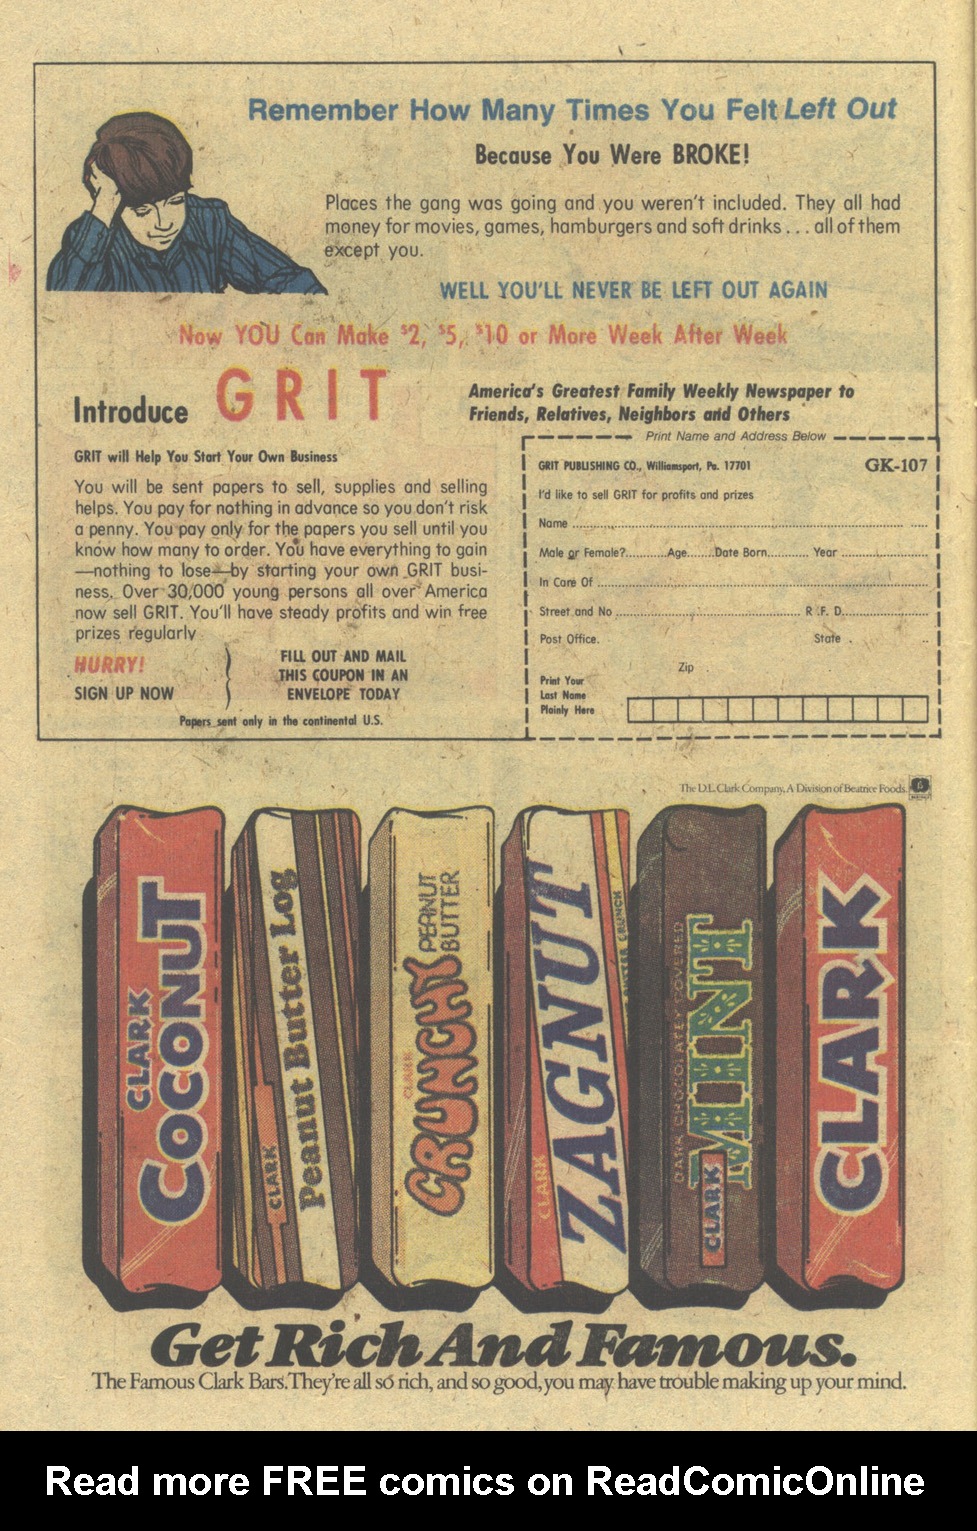 Remember How Many Times You Felt Left Out
Because You Were BROKE!
Places the gang was going and you weren't included. They all had
money for movies, games, hamburgers and soft drinks . . . all of them
except you.
WELL YOU'LL NEVER BE LEFT OUT AGAIN
Now YOU Can Make $2, $5, $10 or More Week After Week
Introduce GRIT
America's Greatest Family Weekly Newspaper to
Friends, Relatives, Neighbors and Others
GRIT will Help You Start Your Own Business
You will be sent papers to sell, supplies and selling
helps. You pay for nothing in advance so you don't risk
a penny. You pay only for the papers you sell until you
know how many to order. You have everything to gain
—nothing to lose—by starting your own GRIT busi-
ness. Over 30,000 young persons all over America
now sell GRIT. You'll have steady profits and win free
prizes regularly
HURRY!
SIGN UP NOW
FILL OUT AND MAIL
THIS COUPON IN AN
ENVELOPE TODAY
Papers sent only in the continental U.S.
Print Name and Address Below
GRIT PUBLISHING CO., Williamsport, Pa. 17701 GK-107
I'd like to sell GRIT for profits and prizes
Name
Male or Female? Age Date Born Year
In Care Of
Street and No R. F. D.
Post Office. State
Zip
Print Your
Last Name
Plainly Here
The D.L. Clark Company, A Division of Beatrice Foods.
CLARK
COCONUT
CLARK
Peanut Butter Log
CLARK
CRUNCHY
PEANUT
BUTTER
CLARK
ZAGNUT
CRUNCH
DARK CHOCOLATEY COVERED
MINT
CLARK
CLARK
Get Rich And Famous.
The Famous Clark Bars. They're all so rich, and so good, you may have trouble making up your mind.
Read more FREE comics on ReadComicOnline